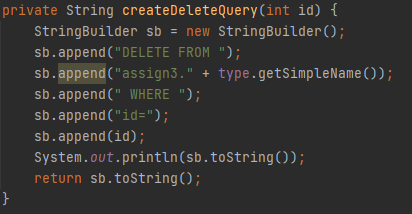 private String createDeleteQuery(int id) {
    StringBuilder sb = new StringBuilder();
    sb.append("DELETE FROM ");
    sb.append("assign3." + type.getSimpleName());
    sb.append(" WHERE ");
    sb.append("id=");
    sb.append(id);
    System.out.println(sb.toString());
    return sb.toString();
}